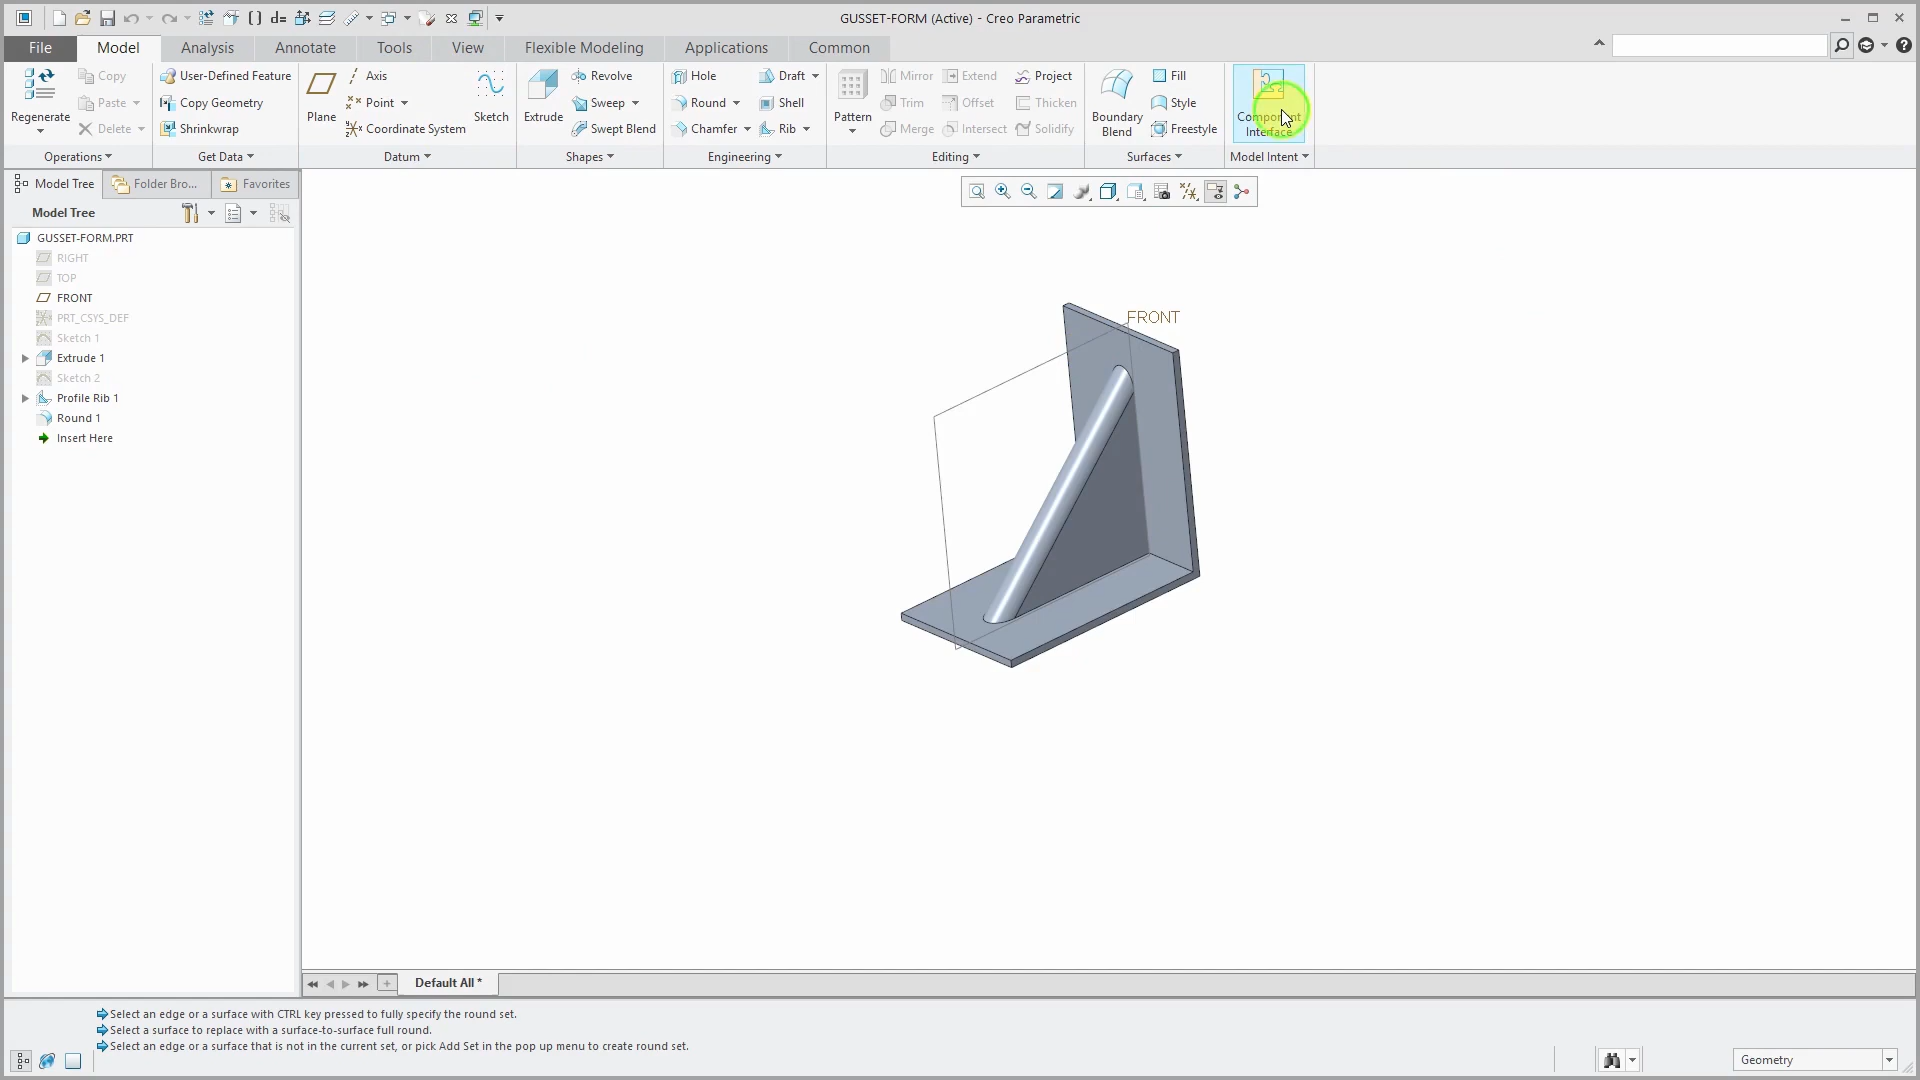 GUSSET-FORM (Active) - Creo Parametric
File Model Analysis Annotate Tools View Flexible Modeling Applications Common
Regenerate
Copy
Paste
Delete
Operations
User-Defined Feature
Copy Geometry
Shrinkwrap
Get Data
Plane
Axis
Point
Coordinate System
Sketch
Datum
Extrude
Revolve
Sweep
Swept Blend
Shapes
Hole
Round
Chamfer
Draft
Shell
Rib
Engineering
Pattern
Mirror
Trim
Merge
Extend
Offset
Intersect
Project
Thicken
Solidify
Editing
Boundary
Blend
Fill
Style
Freestyle
Surfaces
Component
Interface
Model Intent
Model Tree Folder Bro... Favorites
Model Tree
GUSSET-FORM.PRT
RIGHT
TOP
FRONT
PRT_CSYS_DEF
Sketch 1
Extrude 1
Sketch 2
Profile Rib 1
Round 1
Insert Here
FRONT
Default All *
Select an edge or a surface with CTRL key pressed to fully specify the round set.
Select a surface to replace with a surface-to-surface full round.
Select an edge or a surface that is not in the current set, or pick Add Set in the pop up menu to create round set.
Geometry